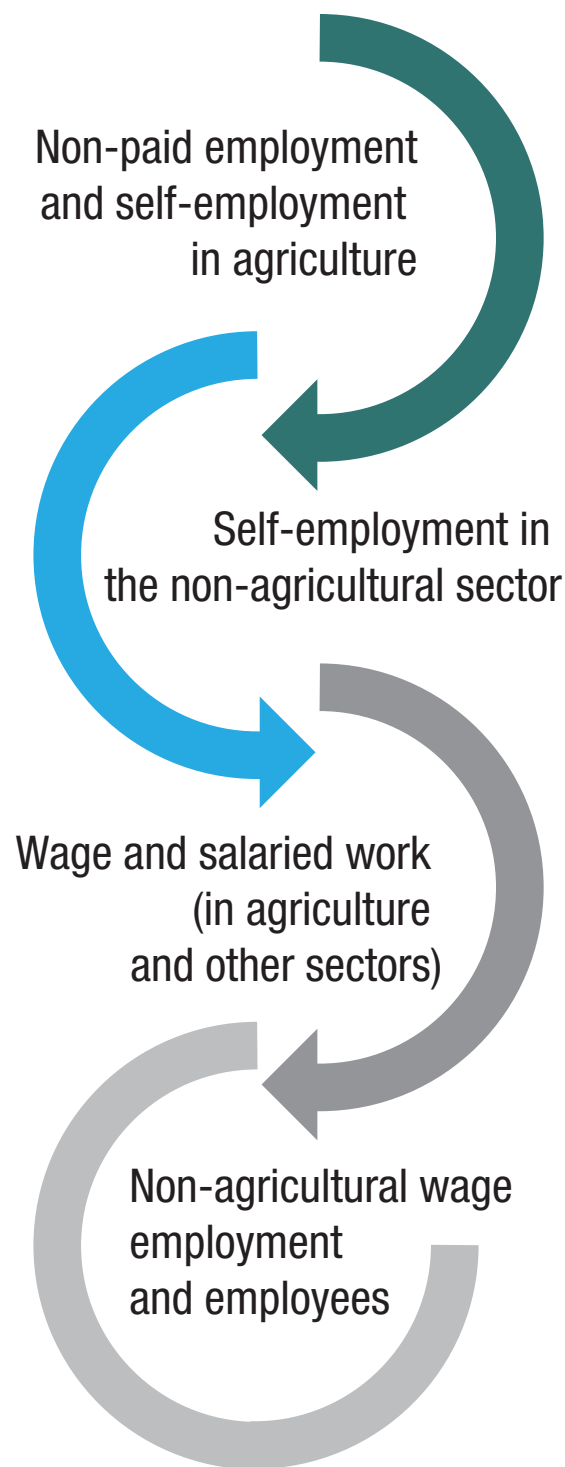 Non-paid employment
and self-employment
in agriculture
Self-employment in
the non-agricultural sector
Wage and salaried work
(in agriculture
and other sectors)
Non-agricultural wage
employment
and employees